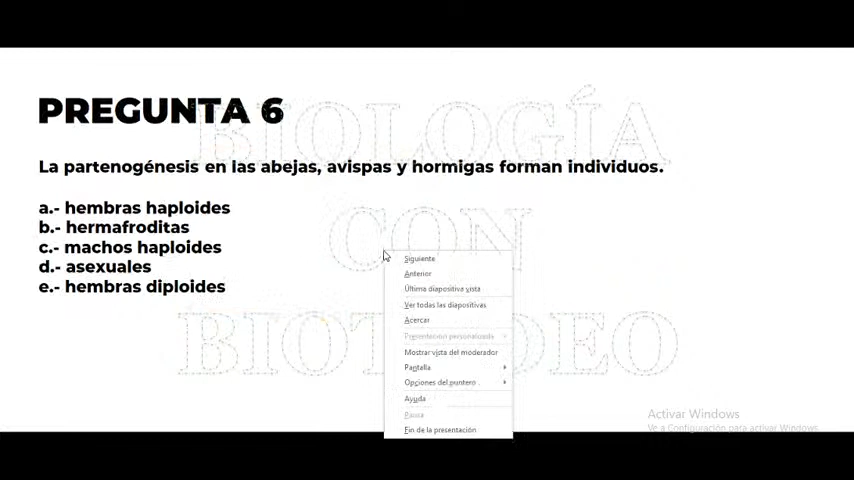 PREGUNTA 6
BIOLOGÍA
La partenogénesis en las abejas, avispas y hormigas forman individuos.
a.- hembras haploides
b.- hermafroditas
c.- machos haploides
d.- asexuales
e.- hembras diploides
CON
Siguiente
Anterior
Última diapositiva vista
Ver todas las diapositivas
Acercar
Presentación personalizada
Mostrar vista del moderador
Pantalla
Opciones del puntero
Ayuda
Pausa
Fin de la presentación
Activar Windows
Ve a Configuración para activar Windows.